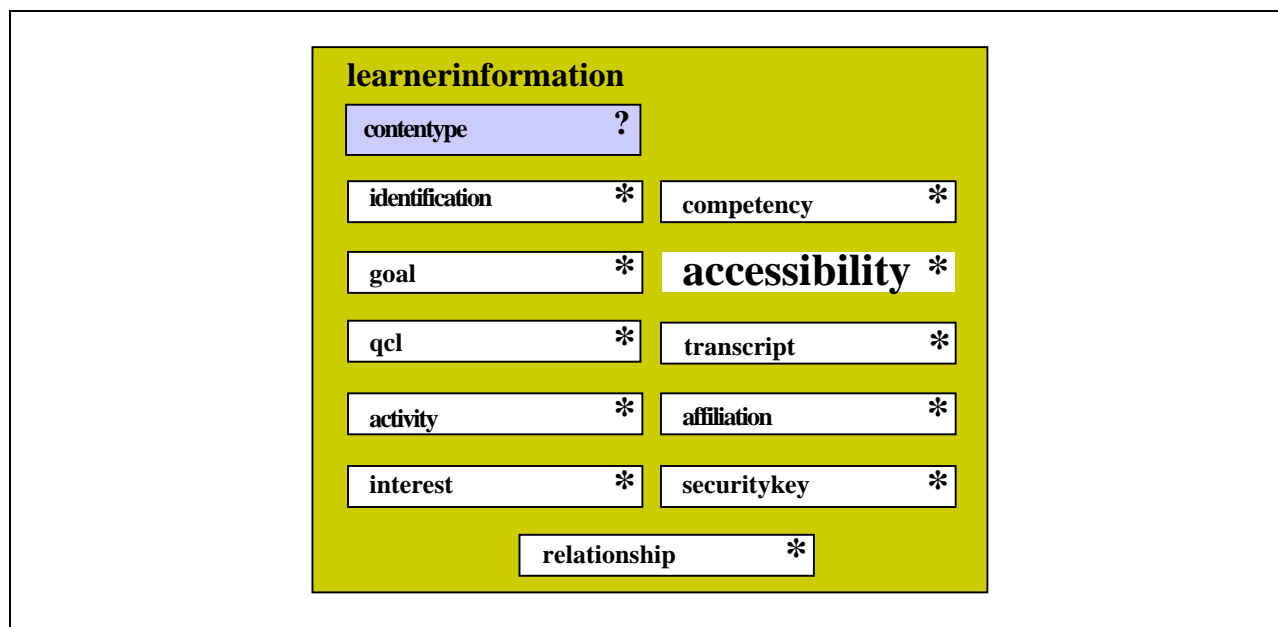 learnerinformation
contentype ?
identification * competency *
goal * accessibility *
qcl * transcript *
activity * affiliation *
interest * securitykey *
relationship *